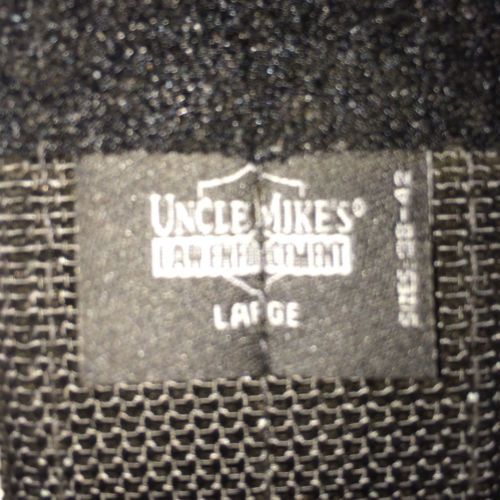 UNCLE MIKE'S®
LAW ENFORCEMENT
LARGE
38-42